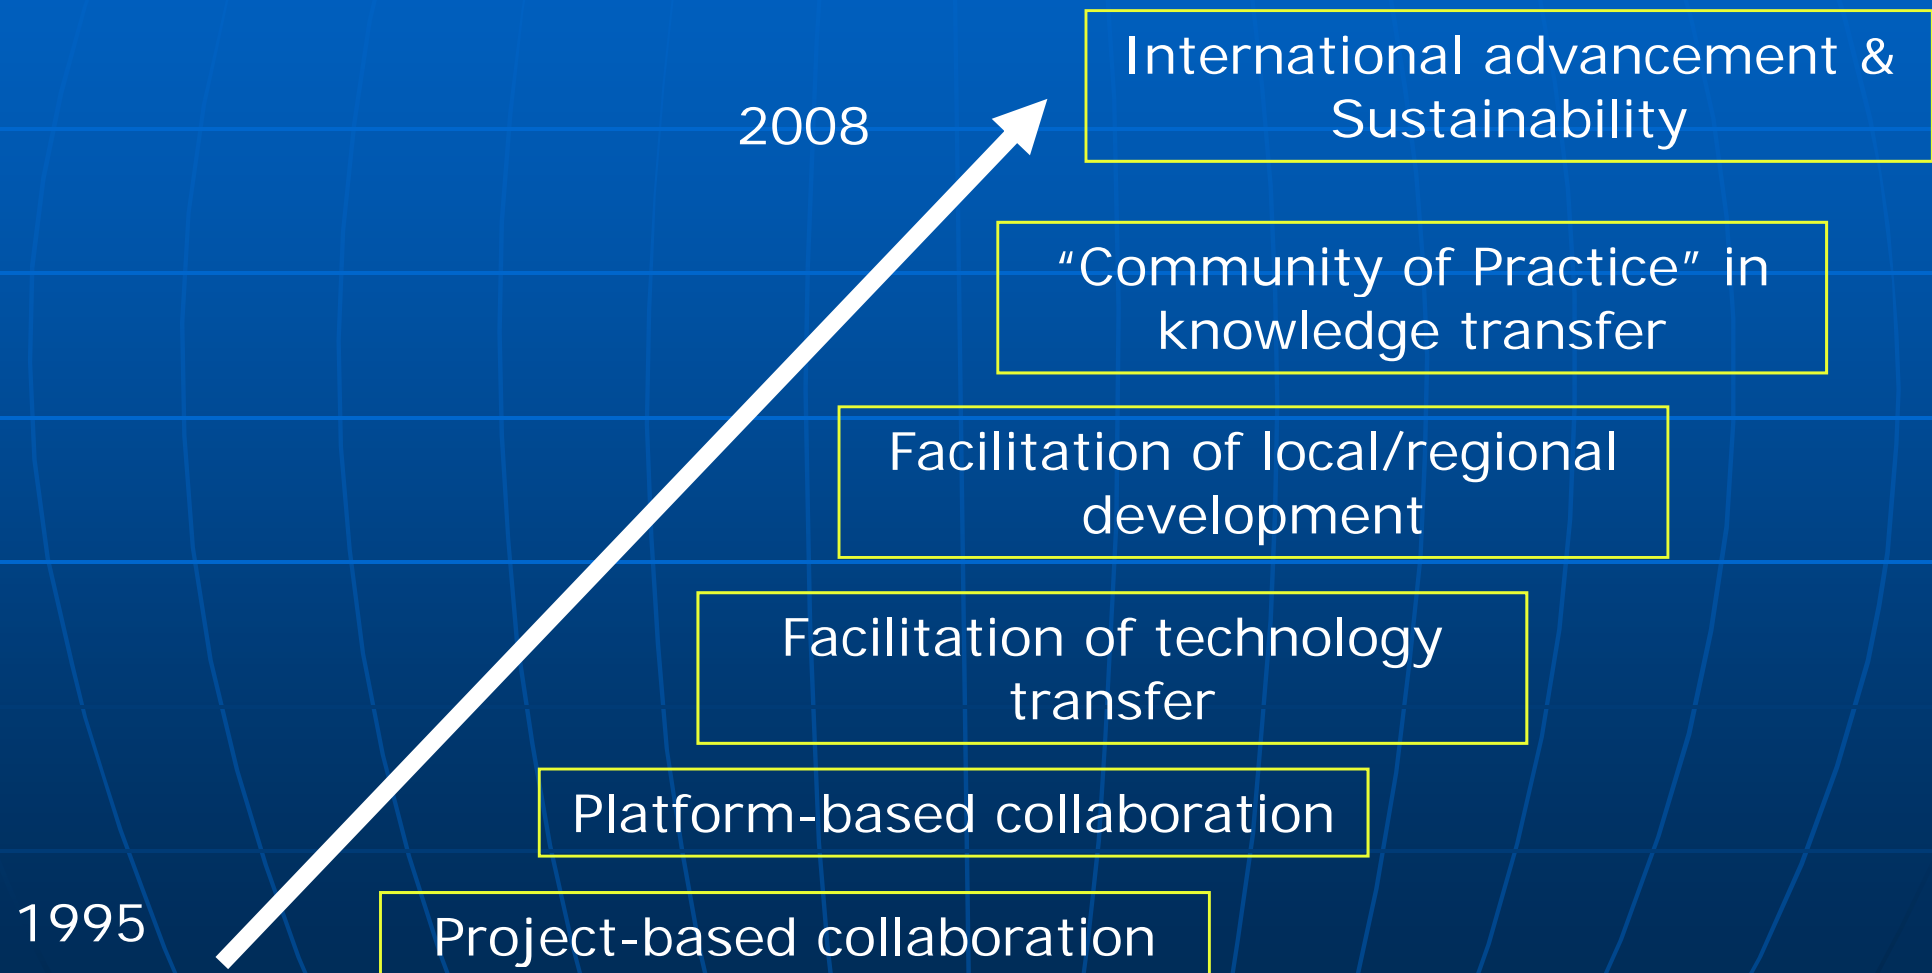 International advancement &
Sustainability
2008
“Community of Practice” in
knowledge transfer
Facilitation of local/regional
development
Facilitation of technology
transfer
Platform-based collaboration
1995
Project-based collaboration